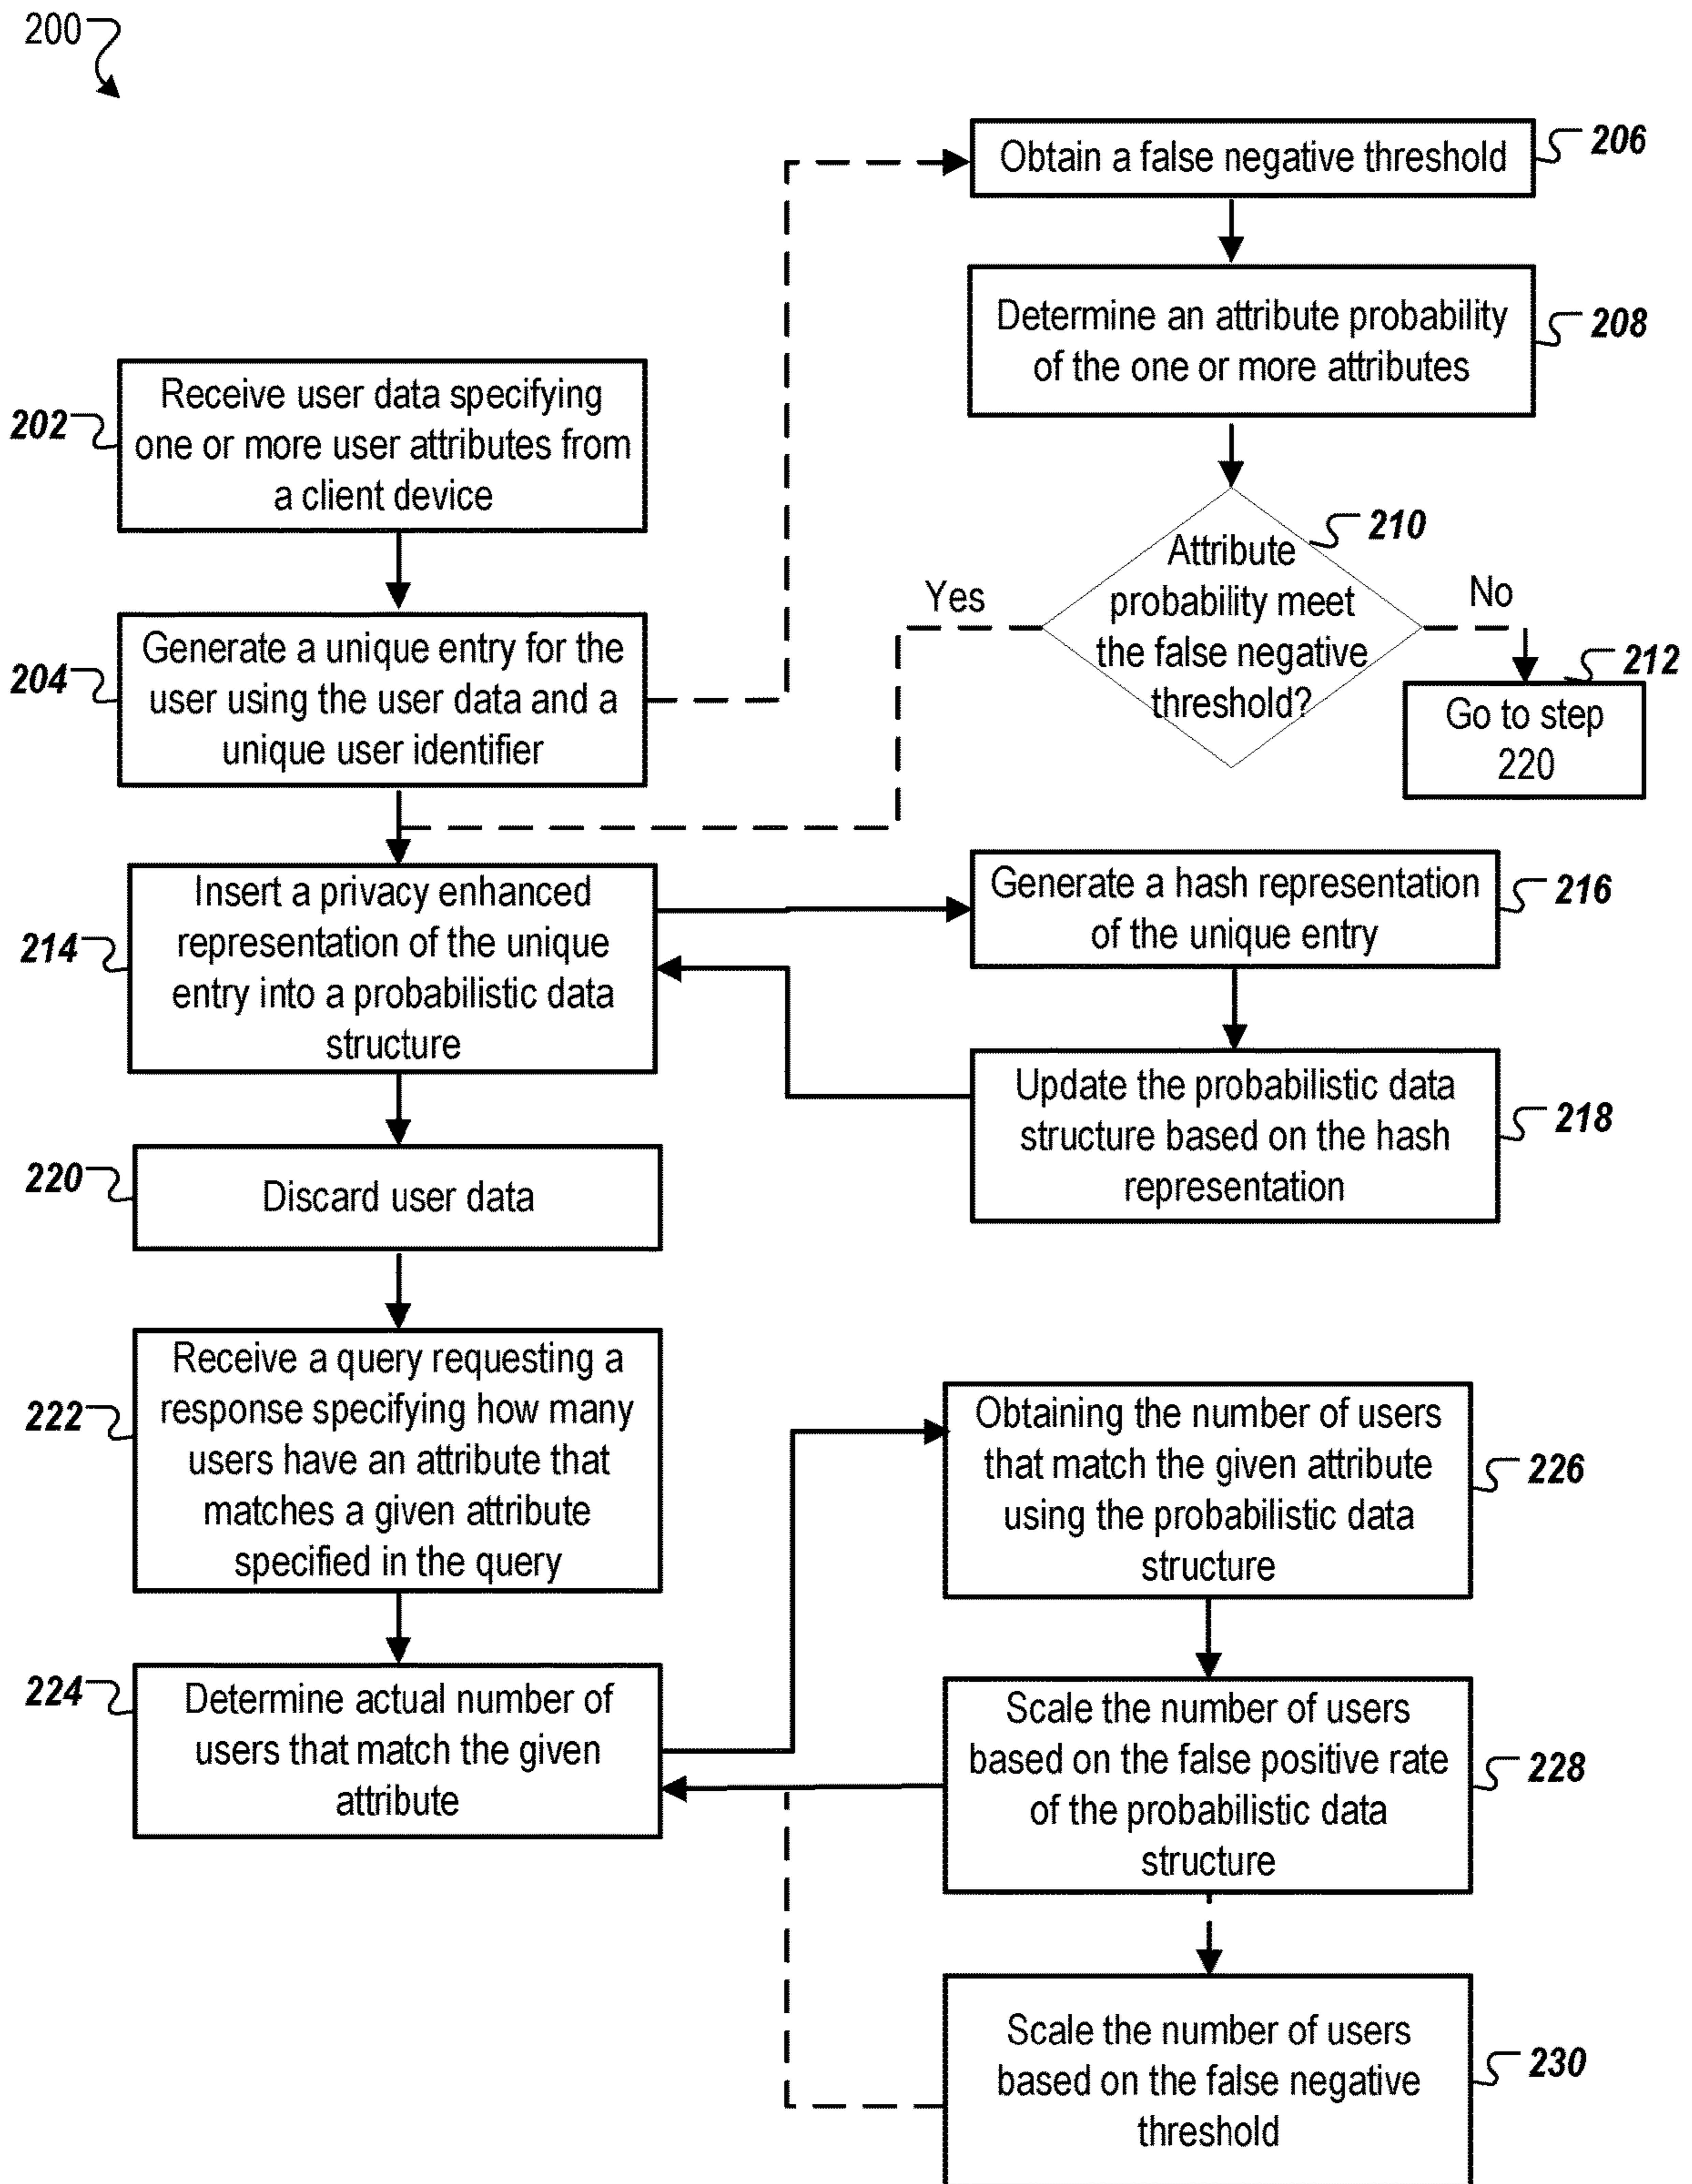 200
Obtain a false negative threshold
206
Determine an attribute probability
of the one or more attributes
208
Receive user data specifying
one or more user attributes from
a client device
202
210
Attribute
probability meet
the false negative
threshold?
Yes
No
Generate a unique entry for the
user using the user data and a
unique user identifier
204
212
Go to step
220
Insert a privacy enhanced
representation of the unique
entry into a probabilistic data
structure
214
Generate a hash representation
of the unique entry
216
Update the probabilistic data
structure based on the hash
representation
218
220
Discard user data
Receive a query requesting a
response specifying how many
users have an attribute that
matches a given attribute
specified in the query
222
Obtaining the number of users
that match the given attribute
using the probabilistic data
structure
226
224
Determine actual number of
users that match the given
attribute
Scale the number of users
based on the false positive rate
of the probabilistic data
structure
228
Scale the number of users
based on the false negative
threshold
230